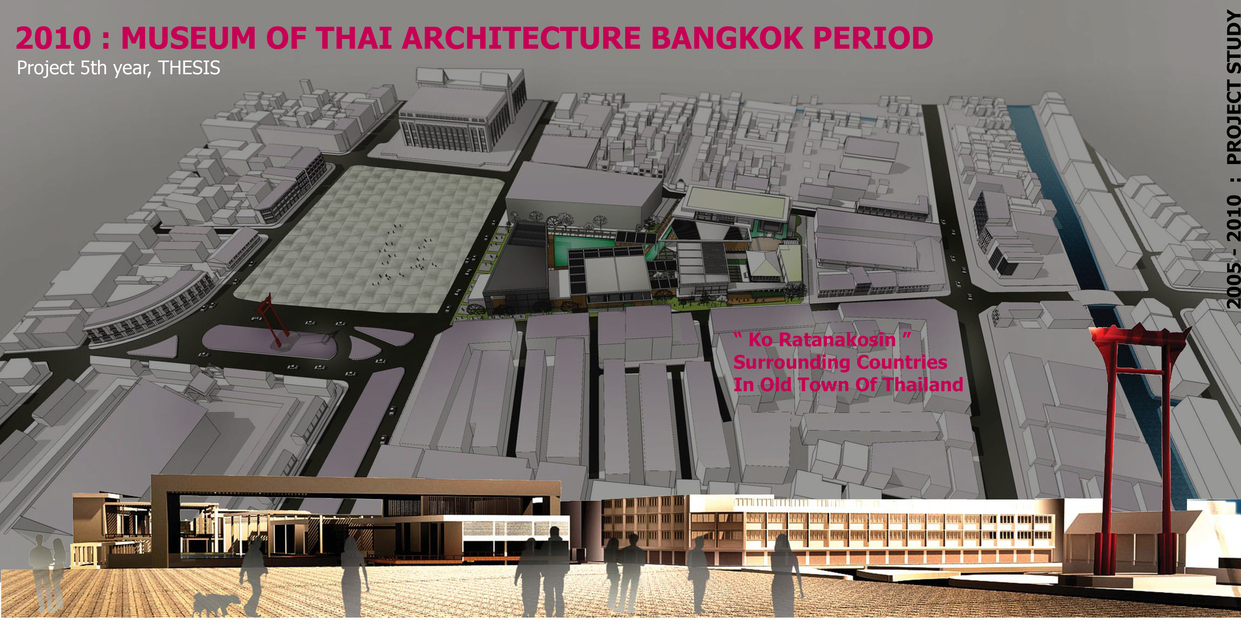 2010 : MUSEUM OF THAI ARCHITECTURE BANGKOK PERIOD
Project 5th year, THESIS
2005 - 2010 : PROJECT STUDY
“ Ko Ratanakosin ”
Surrounding Countries
In Old Town Of Thailand